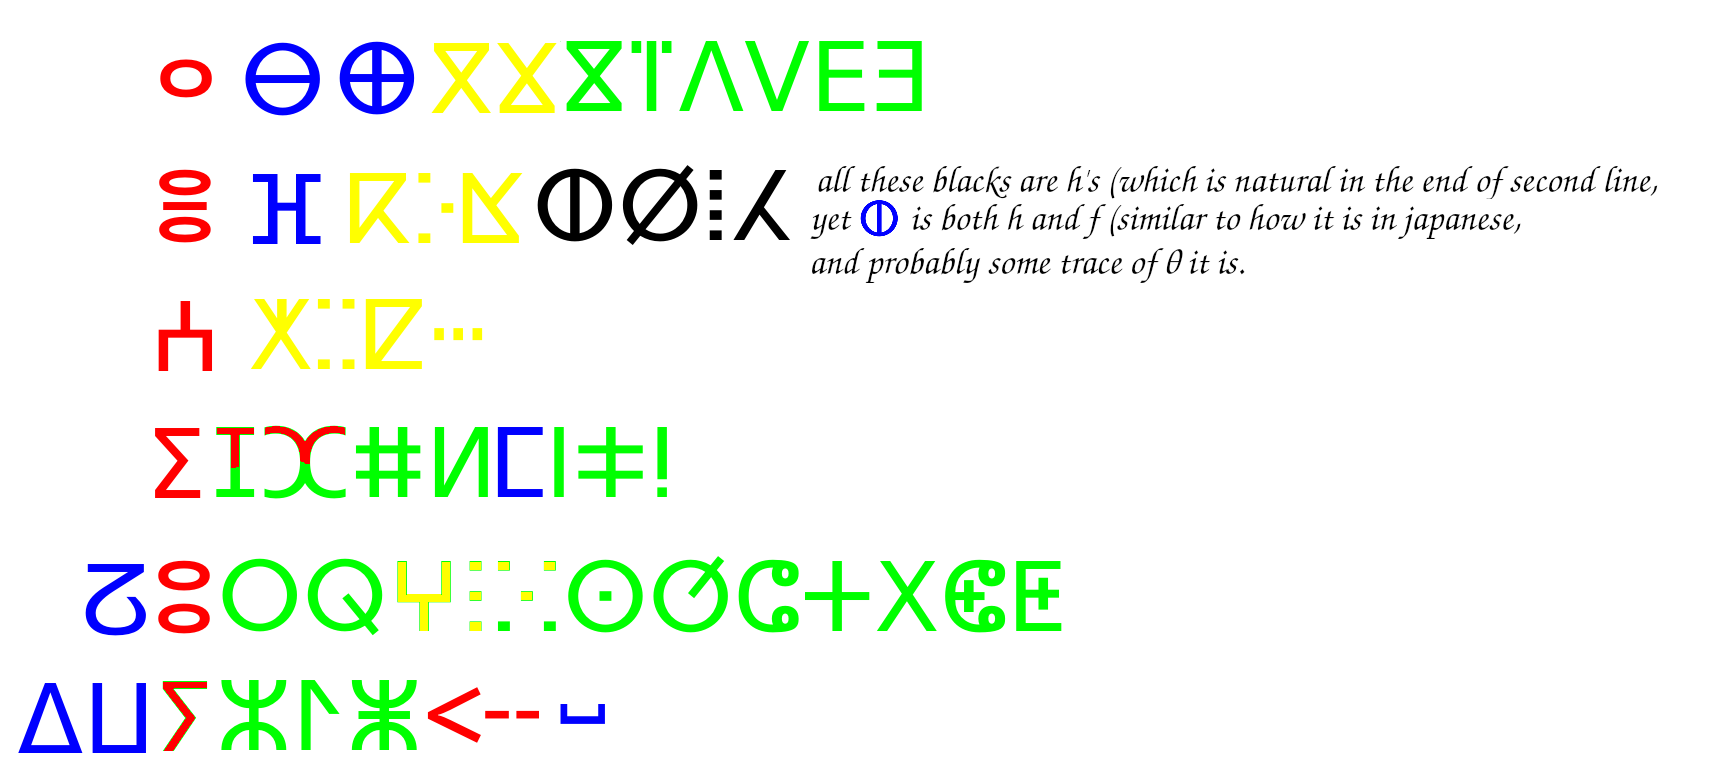 ⴰ ⴱ ⴲ ⴳ ⴴ ⴵ ⴶ ⴷ ⴸ ⴹ ⴺ
ⴻ ⴼ ⴽ ⴾ ⴿ ⵀ ⵁ ⵂ ⵃ all these blacks are h's (which is natural in the end of second line,
yet ⵀ is both h and f (similar to how it is in japanese,
and probably some trace of θ it is.
ⵄ ⵅ ⵆ ⵇ ⵈ
ⵉ ⵊ ⵋ ⵌ ⵍ ⵎ ⵏ ⵐ ⵑ
ⵒ ⵓ ⵔ ⵕ ⵖ ⵗ ⵘ ⵙ ⵚ ⵛ ⵜ ⵝ ⵞ ⵟ
ⵠ ⵡ ⵢ ⵣ ⵤ ⵥ ⵦ ⵧ ⵯ